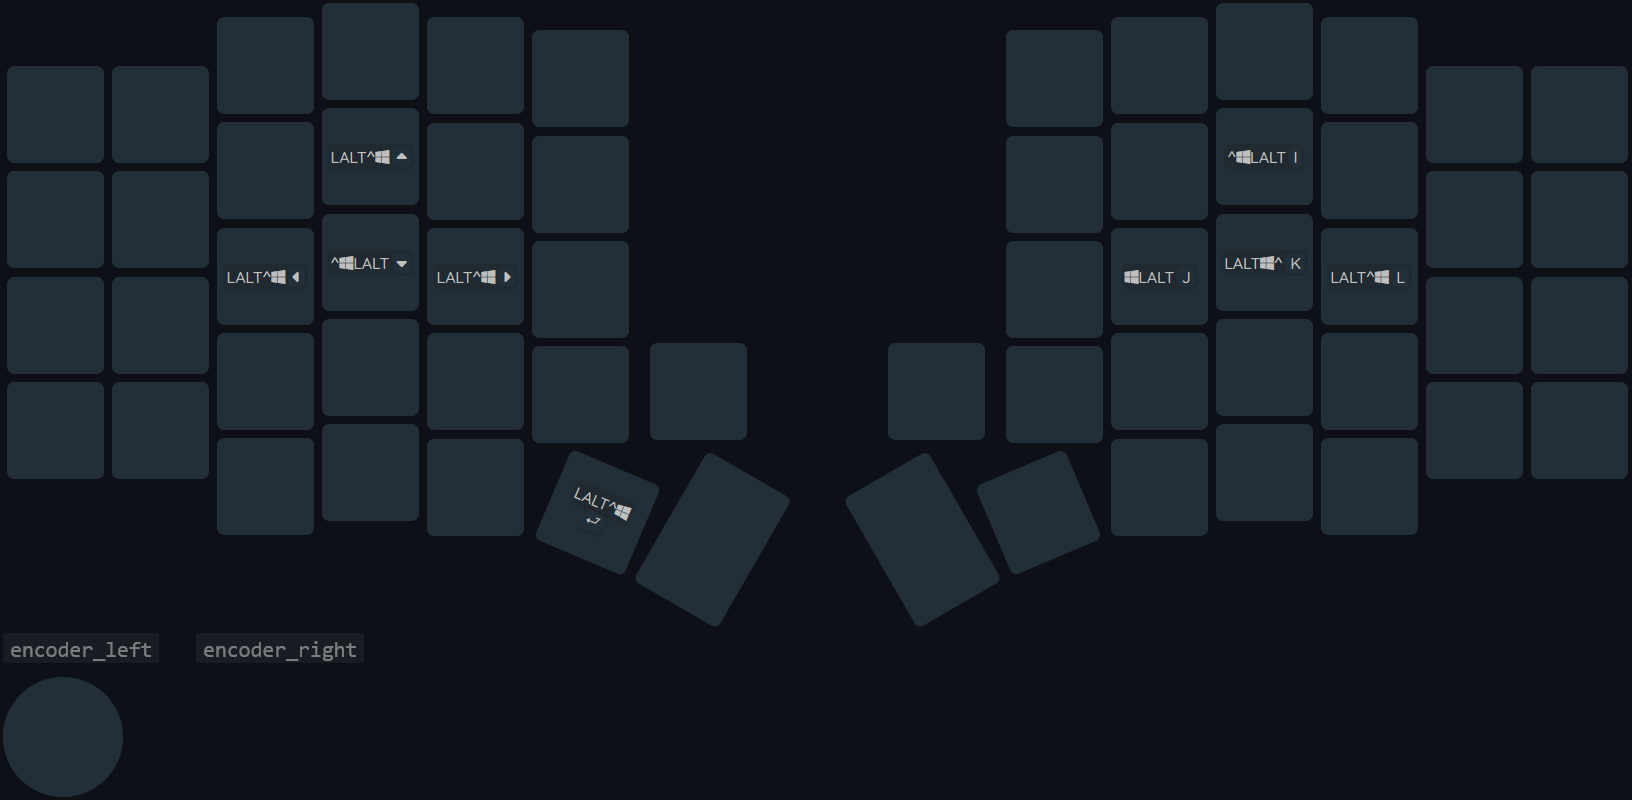 LALT^ ▲
^LALT I
LALT^ ◀
^LALT ▼
LALT^ ▶
LALT J
LALT^ K
LALT^ L
LALT^
↵
encoder_left encoder_right